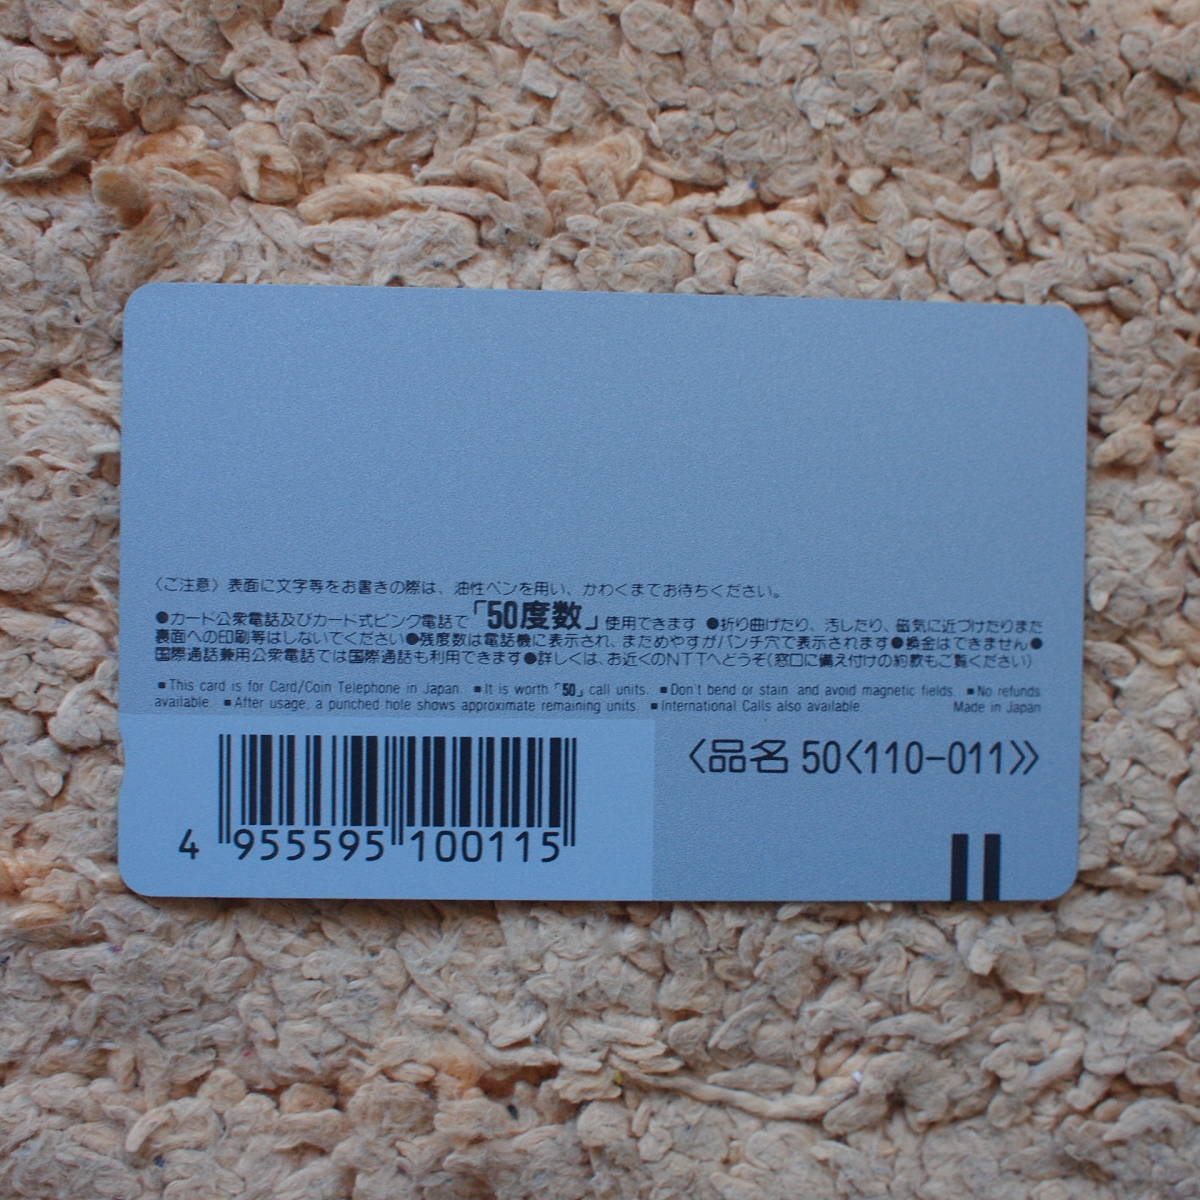 〈ご注意〉表面に文字等をお書きの際は、油性ペンを用い、かわくまでお待ちください。
●カード公衆電話及びカード式ピンク電話で「50度数」使用できます ●折り曲げたり、汚したり、磁気に近づけたりまた
裏面への印刷等はしないでください●残度数は電話機に表示され、まためやすがパンチ穴で表示されます●換金はできません●
国際通話兼用公衆電話では国際通話も利用できます●詳しくは、お近くのNTTへどうぞ(窓口に備え付けの約款もご覧ください)
■This card is for Card/Coin Telephone in Japan. ■It is worth「50」call units. ■Don't bend or stain and avoid magnetic fields. ■No refunds
available. ■After usage, a punched hole shows approximate remaining units. ■International Calls also available. Made in Japan
〈品名 50〈110-011〉〉
4 955595 100115